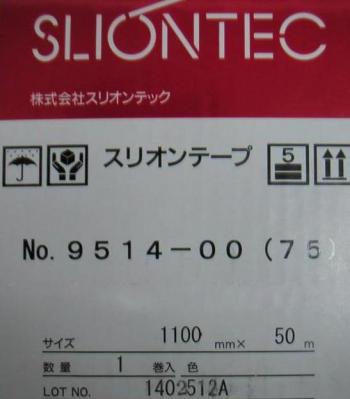 SLIONTEC
株式会社スリオンテック
スリオンテープ 5
No. 9514-00 (75)
サイズ 1100 mm× 50 m
数量 1 巻入 色
LOT NO. 1402512A